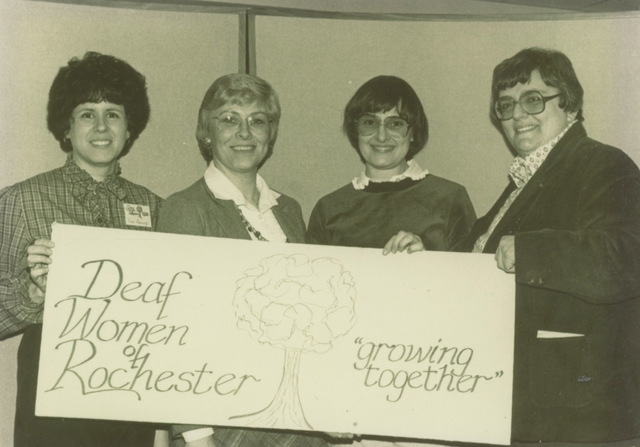 Deaf
Women
of
Rochester
"growing
together"